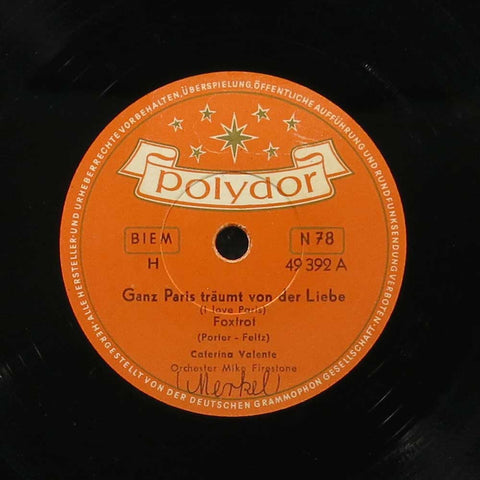 ALLE HERSTELLER- UND URHEBERRECHTE VORBEHALTEN, ÜBERSPIELUNG, ÖFFENTLICHE AUFFÜHRUNG UND RUNDFUNKSENDUNG VERBOTEN.
polydor
BIEM N 78
H 49 392 A
Ganz Paris träumt von der Liebe
(I love Paris)
Foxtrot
(Porter - Feltz)
Caterina Valente
Orchester Mike Firestone
(Merkel)
HERGESTELLT VON DER DEUTSCHEN GRAMMOPHON GESELLSCHAFT